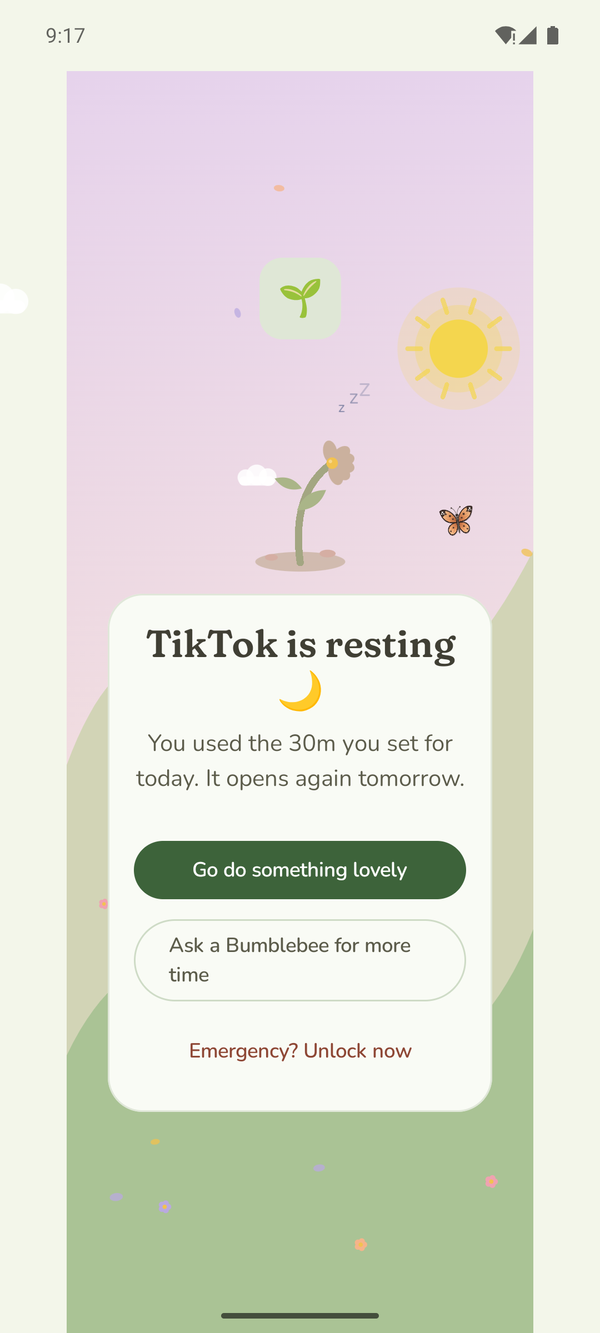 9:17
z z Z
TikTok is resting
🌙
You used the 30m you set for
today. It opens again tomorrow.
Go do something lovely
Ask a Bumblebee for more
time
Emergency? Unlock now